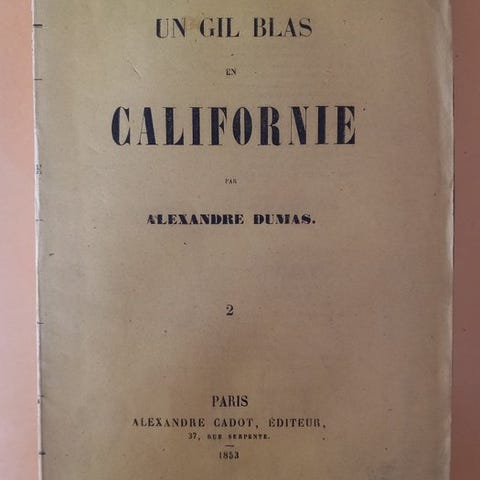 UN GIL BLAS
EN
CALIFORNIE
PAR
ALEXANDRE DUMAS.
2
PARIS
ALEXANDRE CADOT, ÉDITEUR,
37, RUE SERPENTE.
1853